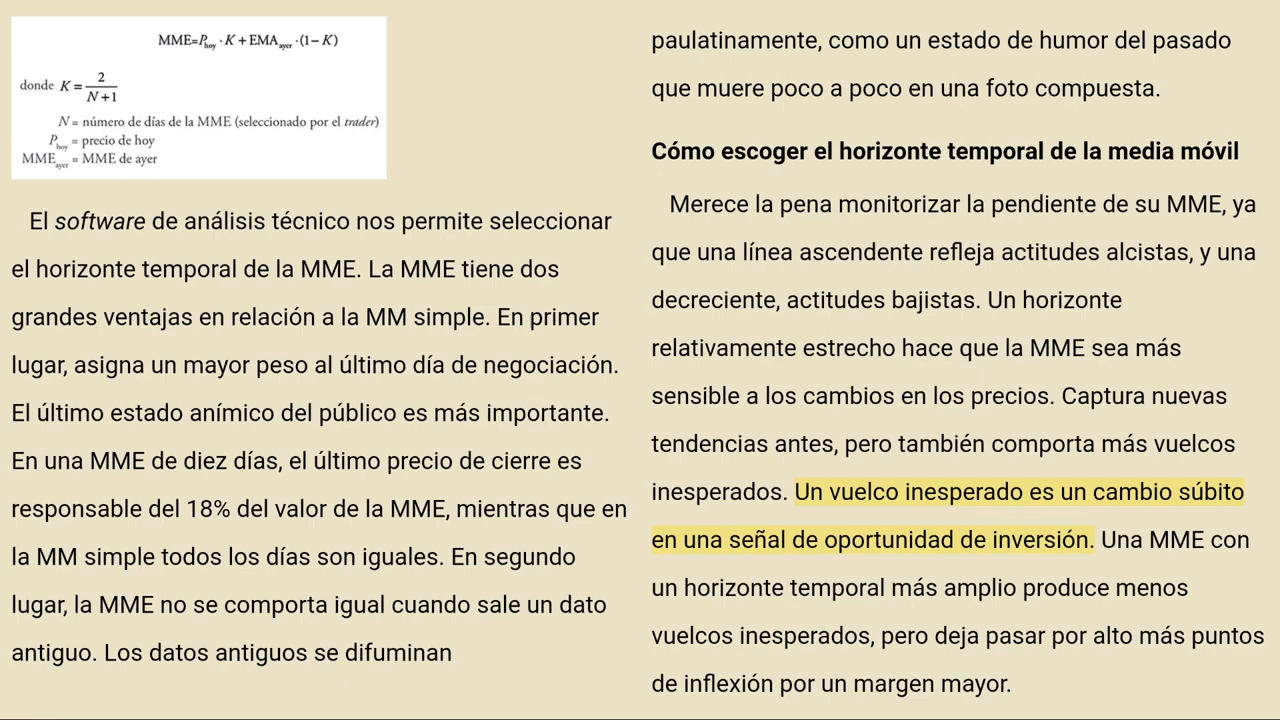 MME=P_hoy · K + EMA_ayer · (1 – K)
donde K = 2 / N+1
N = número de días de la MME (seleccionado por el trader)
P_hoy = precio de hoy
MME_ayer = MME de ayer
El software de análisis técnico nos permite seleccionar
el horizonte temporal de la MME. La MME tiene dos
grandes ventajas en relación a la MM simple. En primer
lugar, asigna un mayor peso al último día de negociación.
El último estado anímico del público es más importante.
En una MME de diez días, el último precio de cierre es
responsable del 18% del valor de la MME, mientras que en
la MM simple todos los días son iguales. En segundo
lugar, la MME no se comporta igual cuando sale un dato
antiguo. Los datos antiguos se difuminan
paulatinamente, como un estado de humor del pasado
que muere poco a poco en una foto compuesta.
Cómo escoger el horizonte temporal de la media móvil
Merece la pena monitorizar la pendiente de su MME, ya
que una línea ascendente refleja actitudes alcistas, y una
decreciente, actitudes bajistas. Un horizonte
relativamente estrecho hace que la MME sea más
sensible a los cambios en los precios. Captura nuevas
tendencias antes, pero también comporta más vuelcos
inesperados. Un vuelco inesperado es un cambio súbito
en una señal de oportunidad de inversión. Una MME con
un horizonte temporal más amplio produce menos
vuelcos inesperados, pero deja pasar por alto más puntos
de inflexión por un margen mayor.